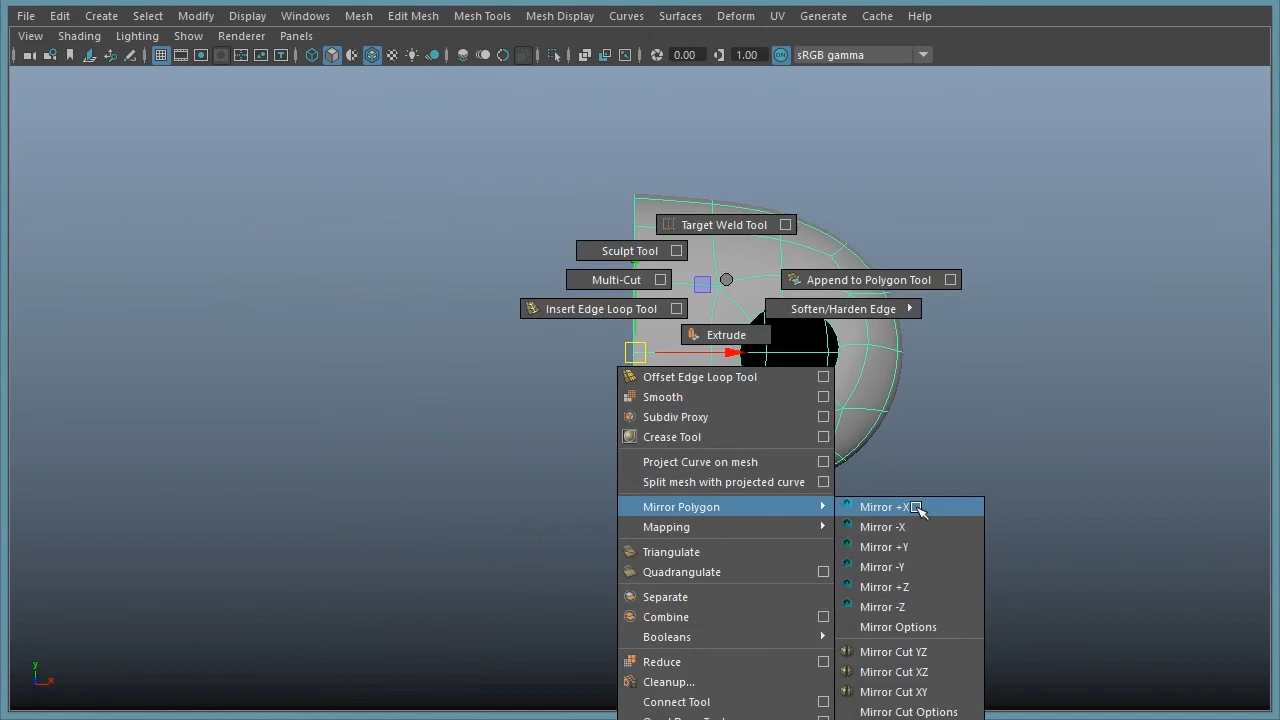 File Edit Create Select Modify Display Windows Mesh Edit Mesh Mesh Tools Mesh Display Curves Surfaces Deform UV Generate Cache Help
View Shading Lighting Show Renderer Panels
0.00 1.00 ON sRGB gamma
Target Weld Tool
Sculpt Tool
Multi-Cut Append to Polygon Tool
Insert Edge Loop Tool Soften/Harden Edge
Extrude
Offset Edge Loop Tool
Smooth
Subdiv Proxy
Crease Tool
Project Curve on mesh
Split mesh with projected curve
Mirror Polygon Mirror +X
Mapping Mirror -X
Mirror +Y
Triangulate
Mirror -Y
Quadrangulate
Mirror +Z
Separate
Mirror -Z
Combine
Mirror Options
Booleans
Mirror Cut YZ
Reduce
Mirror Cut XZ
Cleanup...
Mirror Cut XY
Connect Tool
Mirror Cut Options
y
x